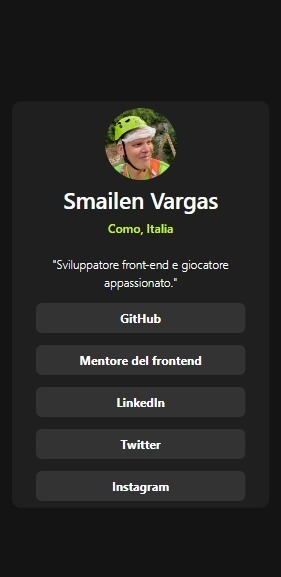 Smailen Vargas
Como, Italia
"Sviluppatore front-end e giocatore
appassionato."
GitHub
Mentore del frontend
LinkedIn
Twitter
Instagram